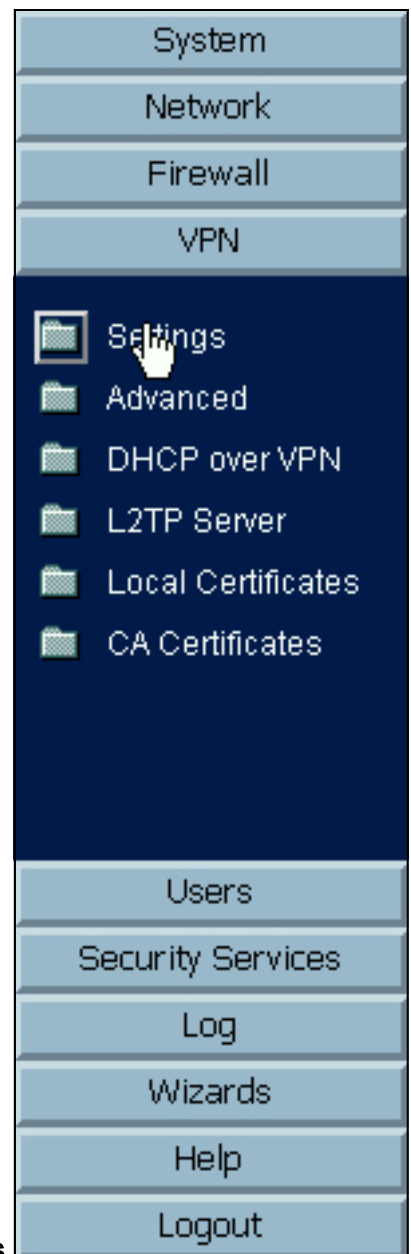 System
Network
Firewall
VPN
Settings
Advanced
DHCP over VPN
L2TP Server
Local Certificates
CA Certificates
Users
Security Services
Log
Wizards
Help
Logout
s